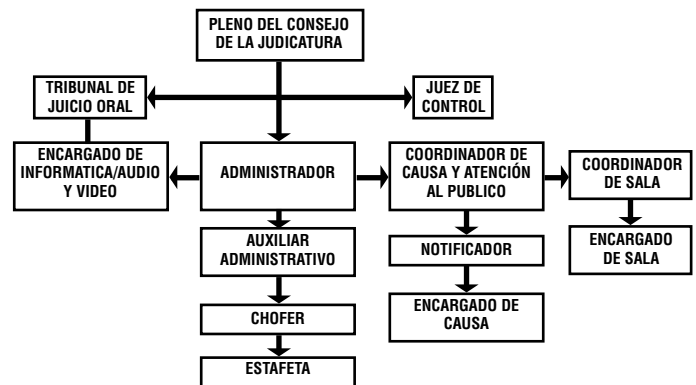 PLENO DEL CONSEJO
DE LA JUDICATURA
TRIBUNAL DE
JUICIO ORAL
JUEZ DE
CONTROL
ENCARGADO DE
INFORMATICA/AUDIO
Y VIDEO
ADMINISTRADOR
COORDINADOR DE
CAUSA Y ATENCIÓN
AL PUBLICO
COORDINADOR
DE SALA
AUXILIAR
ADMINISTRATIVO
NOTIFICADOR
ENCARGADO
DE SALA
CHOFER
ENCARGADO DE
CAUSA
ESTAFETA